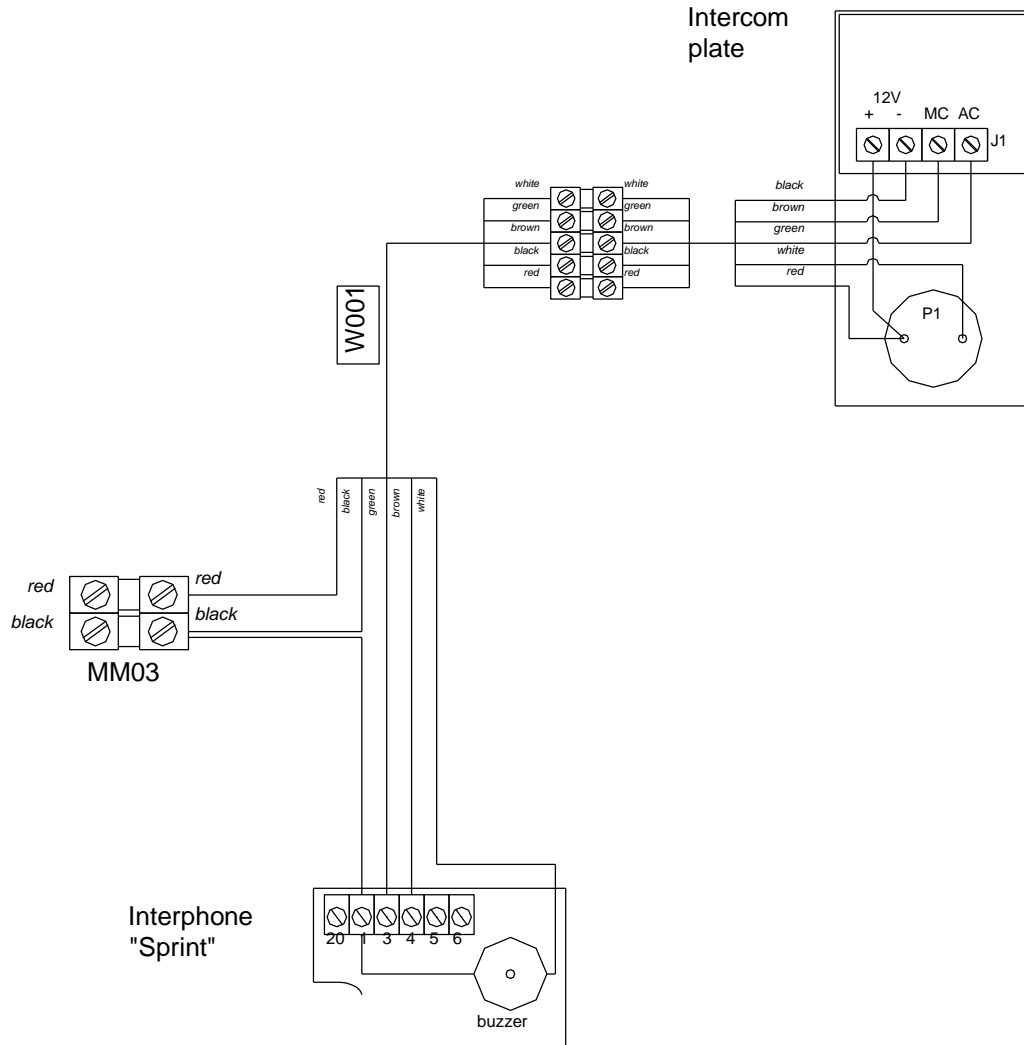 Intercom
plate
12V
+ - MC AC
J1
white white
green green
brown brown
black black
red red
black
brown
green
white
red
P1
W001
red black green brown white
red red
black black
MM03
Interphone
"Sprint"
20 1 3 4 5 6
buzzer